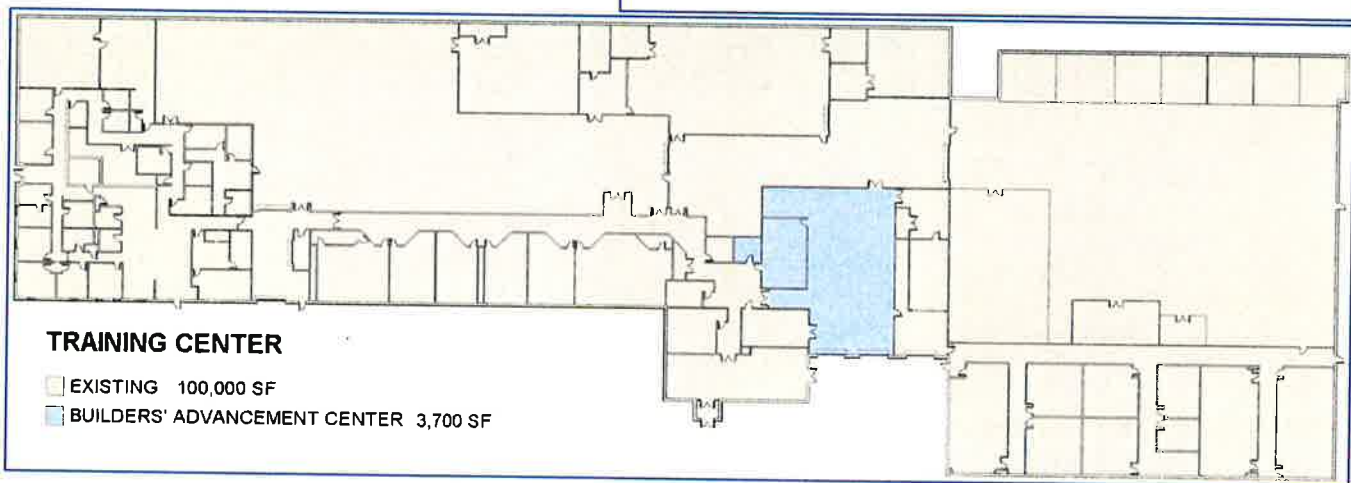 TRAINING CENTER
EXISTING 100,000 SF
BUILDERS' ADVANCEMENT CENTER 3,700 SF